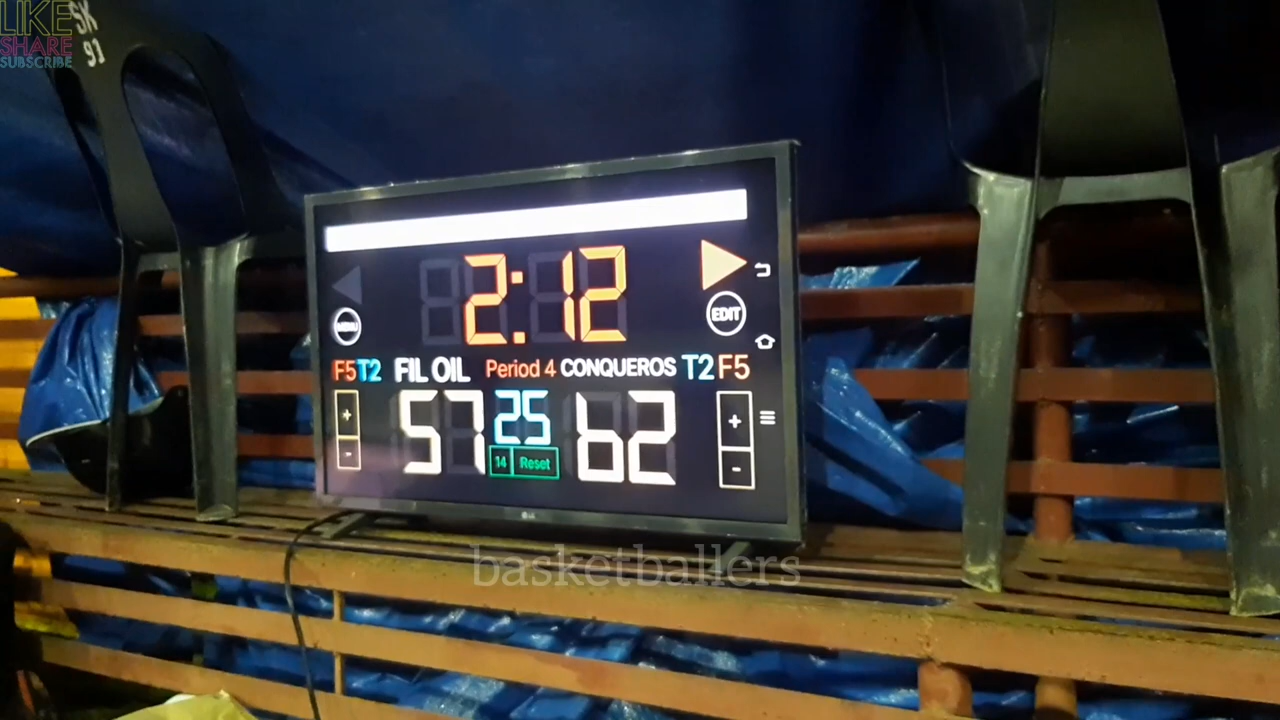 LIKE
SHARE
SUBSCRIBE
SK
91
2:12
MENU
EDIT
F5 T2 FIL OIL Period 4 CONQUEROS T2 F5
+ 57 25 62 +
- 14 Reset -
LG
basketballers